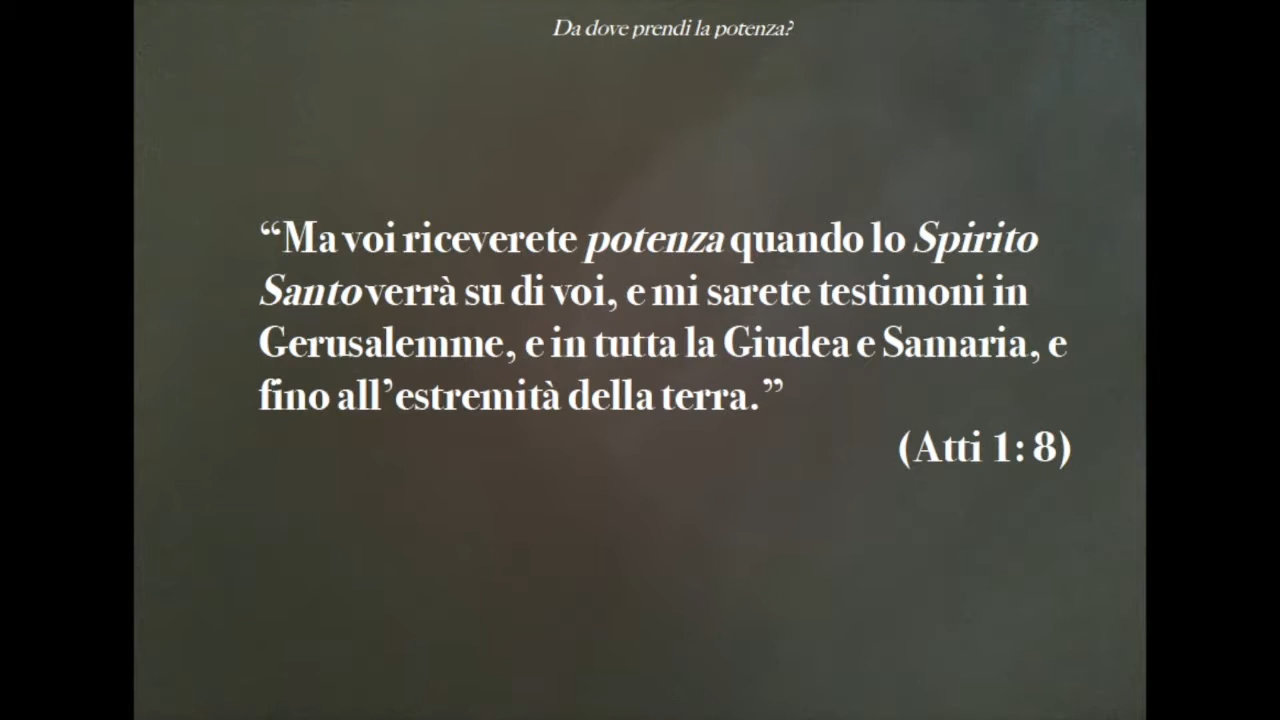 Da dove prendi la potenza?
“Ma voi riceverete potenza quando lo Spirito
Santo verrà su di voi, e mi sarete testimoni in
Gerusalemme, e in tutta la Giudea e Samaria, e
fino all’estremità della terra.”
(Atti 1: 8)